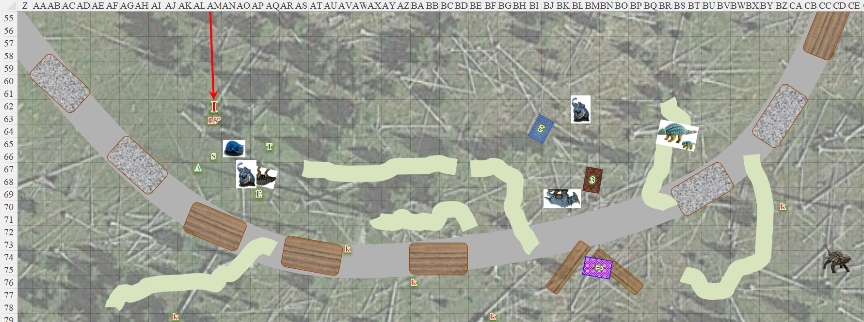 Z AA AB AC AD AE AF AG AH AI AJ AK AL AM AN AO AP AQ AR AS AT AU AV AW AX AY AZ BA BB BC BD BE BF BG BH BI BJ BK BL BM BN BO BP BQ BR BS BT BU BV BW BX BY BZ CA CB CC CD CE
55
56
57
58
59
60
61
62
I
63
64
65
T
s
66
A
67
68
3
69
E
70
k
71
72
73
k
74
75
76
k
77
78
k
k
79